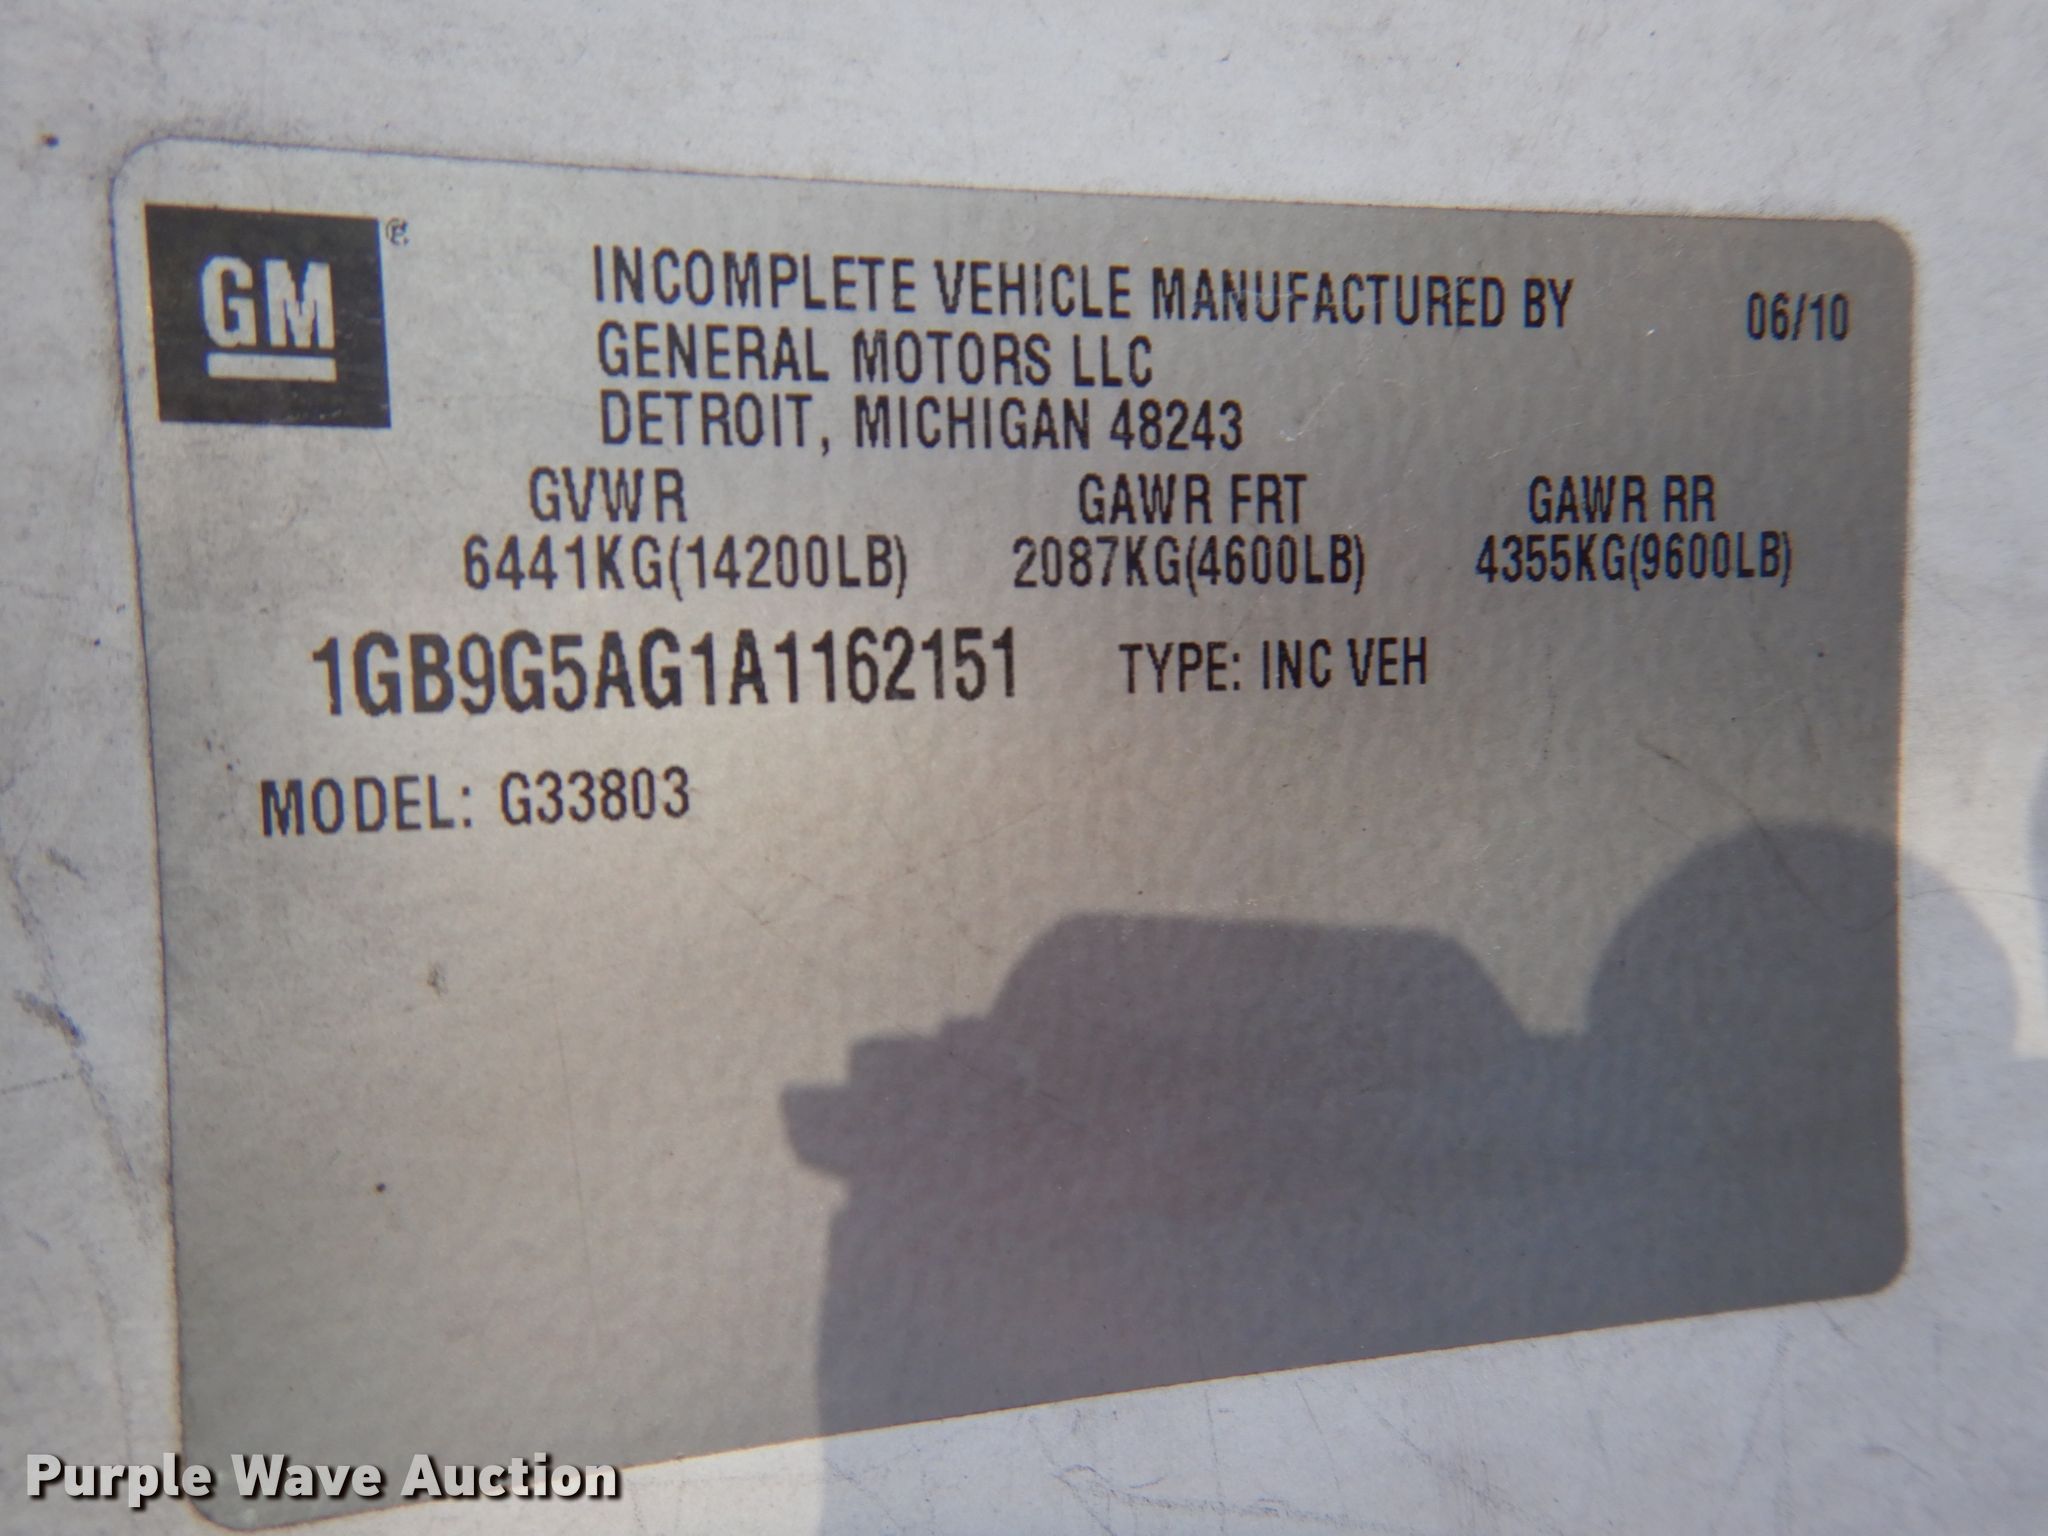 GM
INCOMPLETE VEHICLE MANUFACTURED BY 06/10
GENERAL MOTORS LLC
DETROIT, MICHIGAN 48243
GVWR GAWR FRT GAWR RR
6441KG(14200LB) 2087KG(4600LB) 4355KG(9600LB)
1GB9G5AG1A1162151 TYPE: INC VEH
MODEL: G33803
Purple Wave Auction